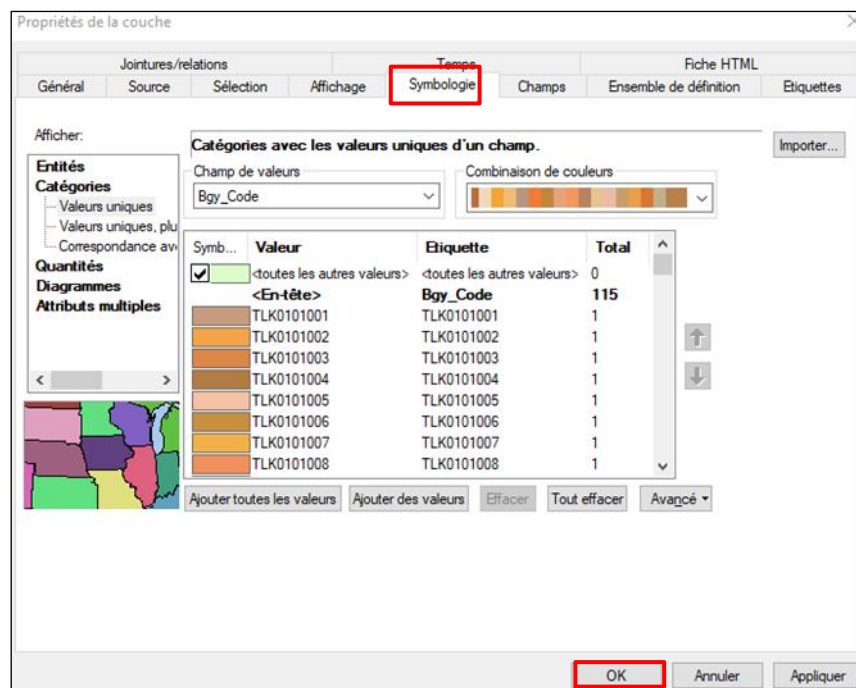 Propriétés de la couche
Jointures/relations Temps Fiche HTML
Général Source Sélection Affichage Symbologie Champs Ensemble de définition Etiquettes
Afficher:
Entités
Catégories
Valeurs uniques
Valeurs uniques, plu
Correspondance av
Quantités
Diagrammes
Attributs multiples
Catégories avec les valeurs uniques d'un champ.
Importer...
Champ de valeurs
Bgy_Code
Combinaison de couleurs
Symb... Valeur Etiquette Total
<toutes les autres valeurs> <toutes les autres valeurs> 0
<En-tête> Bgy_Code 115
TLK0101001 TLK0101001 1
TLK0101002 TLK0101002 1
TLK0101003 TLK0101003 1
TLK0101004 TLK0101004 1
TLK0101005 TLK0101005 1
TLK0101006 TLK0101006 1
TLK0101007 TLK0101007 1
TLK0101008 TLK0101008 1
Ajouter toutes les valeurs Ajouter des valeurs Effacer Tout effacer Avancé
OK Annuler Appliquer